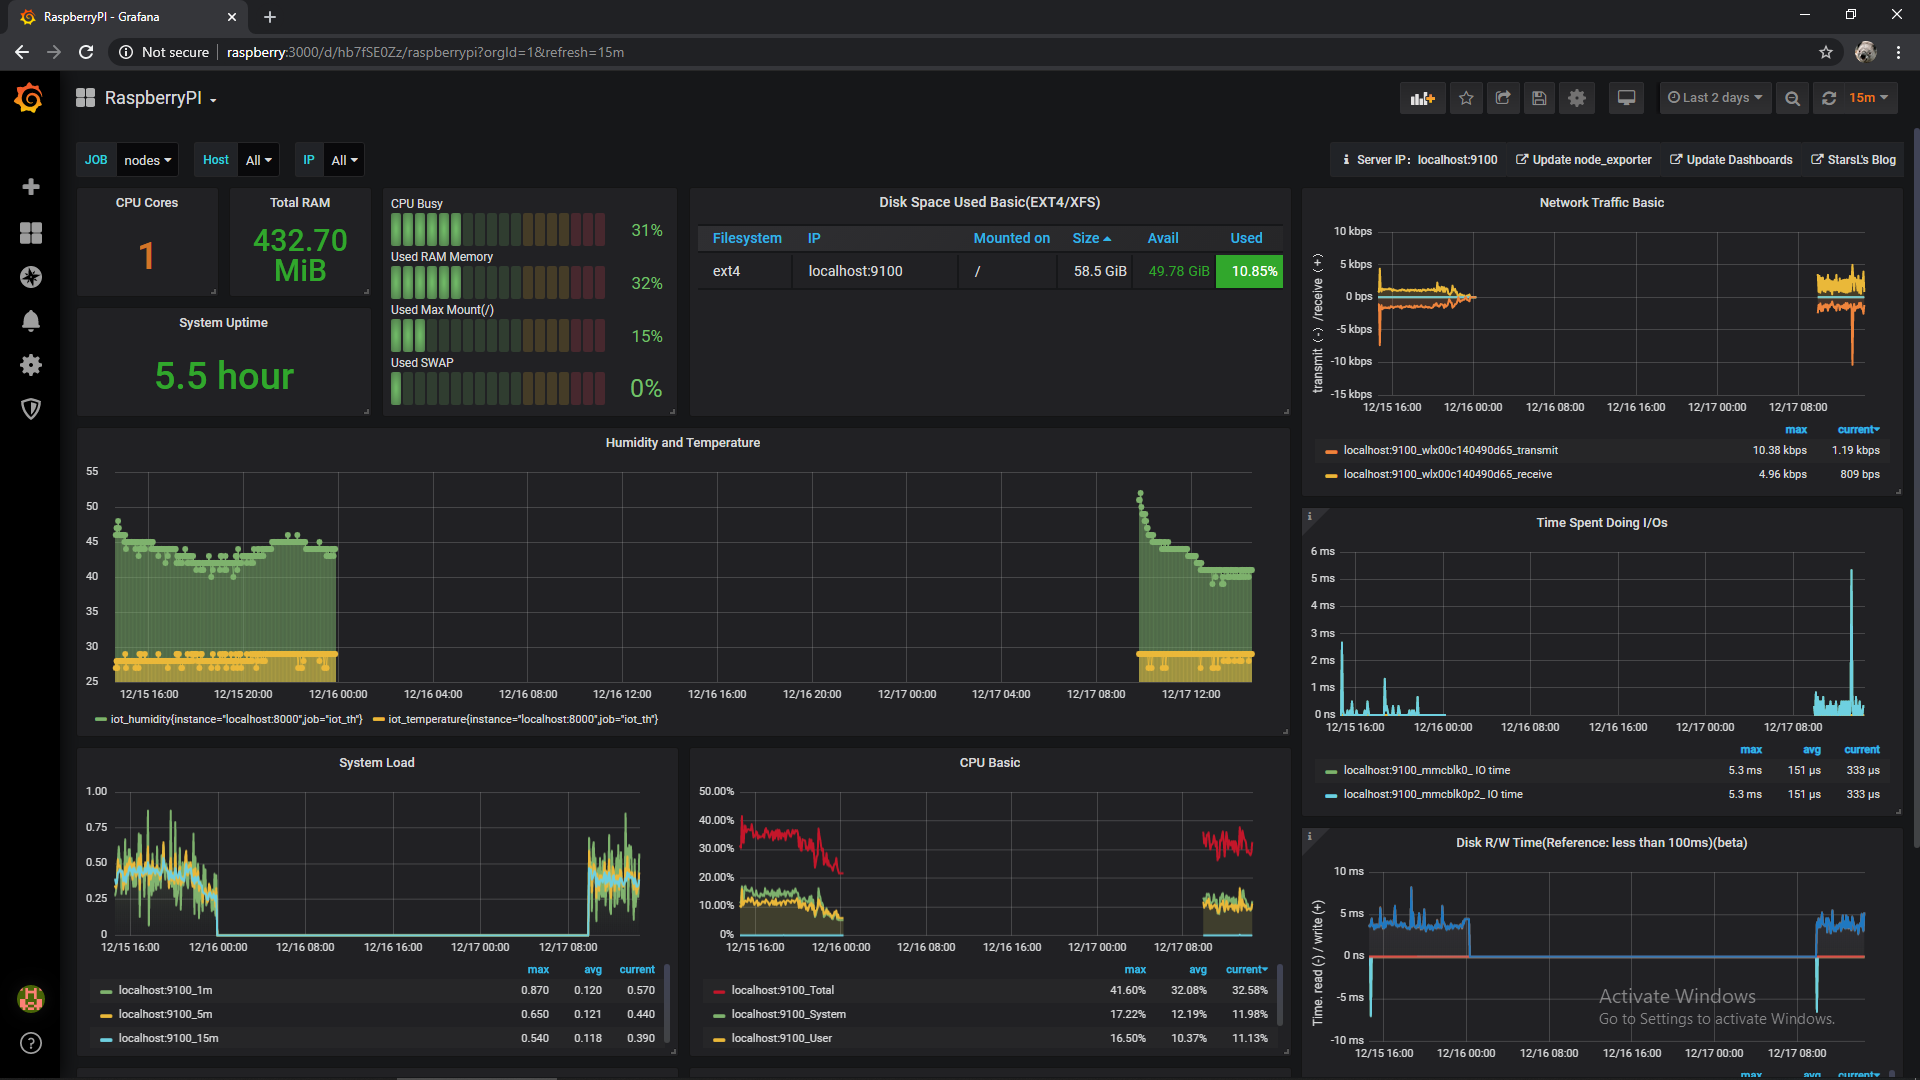 RaspberryPI - Grafana
Not secure raspberry:3000/d/hb7fSE0Zz/raspberrypi?orgId=1&refresh=15m
RaspberryPI
Last 2 days
15m
JOB nodes Host All IP All
Server IP：localhost:9100 Update node_exporter Update Dashboards StarsL's Blog
CPU Cores
1
Total RAM
432.70
MiB
System Uptime
5.5 hour
CPU Busy
31%
Used RAM Memory
32%
Used Max Mount(/)
15%
Used SWAP
0%
Disk Space Used Basic(EXT4/XFS)
Filesystem IP Mounted on Size Avail Used
ext4 localhost:9100 / 58.5 GiB 49.78 GiB 10.85%
Network Traffic Basic
transmit（-）/receive（+）
10 kbps
5 kbps
0 bps
-5 kbps
-10 kbps
-15 kbps
12/15 16:00 12/16 00:00 12/16 08:00 12/16 16:00 12/17 00:00 12/17 08:00
max current
localhost:9100_wlx00c140490d65_transmit 10.38 kbps 1.19 kbps
localhost:9100_wlx00c140490d65_receive 4.96 kbps 809 bps
Humidity and Temperature
55
50
45
40
35
30
25
12/15 16:00 12/15 20:00 12/16 00:00 12/16 04:00 12/16 08:00 12/16 12:00 12/16 16:00 12/16 20:00 12/17 00:00 12/17 04:00 12/17 08:00 12/17 12:00
iot_humidity{instance="localhost:8000",job="iot_th"} iot_temperature{instance="localhost:8000",job="iot_th"}
Time Spent Doing I/Os
6 ms
5 ms
4 ms
3 ms
2 ms
1 ms
0 ns
12/15 16:00 12/16 00:00 12/16 08:00 12/16 16:00 12/17 00:00 12/17 08:00
max avg current
localhost:9100_mmcblk0_ IO time 5.3 ms 151 µs 333 µs
localhost:9100_mmcblk0p2_ IO time 5.3 ms 151 µs 333 µs
System Load
1.00
0.75
0.50
0.25
0
12/15 16:00 12/16 00:00 12/16 08:00 12/16 16:00 12/17 00:00 12/17 08:00
max avg current
localhost:9100_1m 0.870 0.120 0.570
localhost:9100_5m 0.650 0.121 0.440
localhost:9100_15m 0.540 0.118 0.390
CPU Basic
50.00%
40.00%
30.00%
20.00%
10.00%
0%
12/15 16:00 12/16 00:00 12/16 08:00 12/16 16:00 12/17 00:00 12/17 08:00
max avg current
localhost:9100_Total 41.60% 32.08% 32.58%
localhost:9100_System 17.22% 12.19% 11.98%
localhost:9100_User 16.50% 10.37% 11.13%
Disk R/W Time(Reference: less than 100ms)(beta)
Time. read (-) / write (+)
10 ms
5 ms
0 ns
-5 ms
-10 ms
12/15 16:00 12/16 00:00 12/16 08:00 12/16 16:00 12/17 00:00 12/17 08:00
max avg current
Activate Windows
Go to Settings to activate Windows.